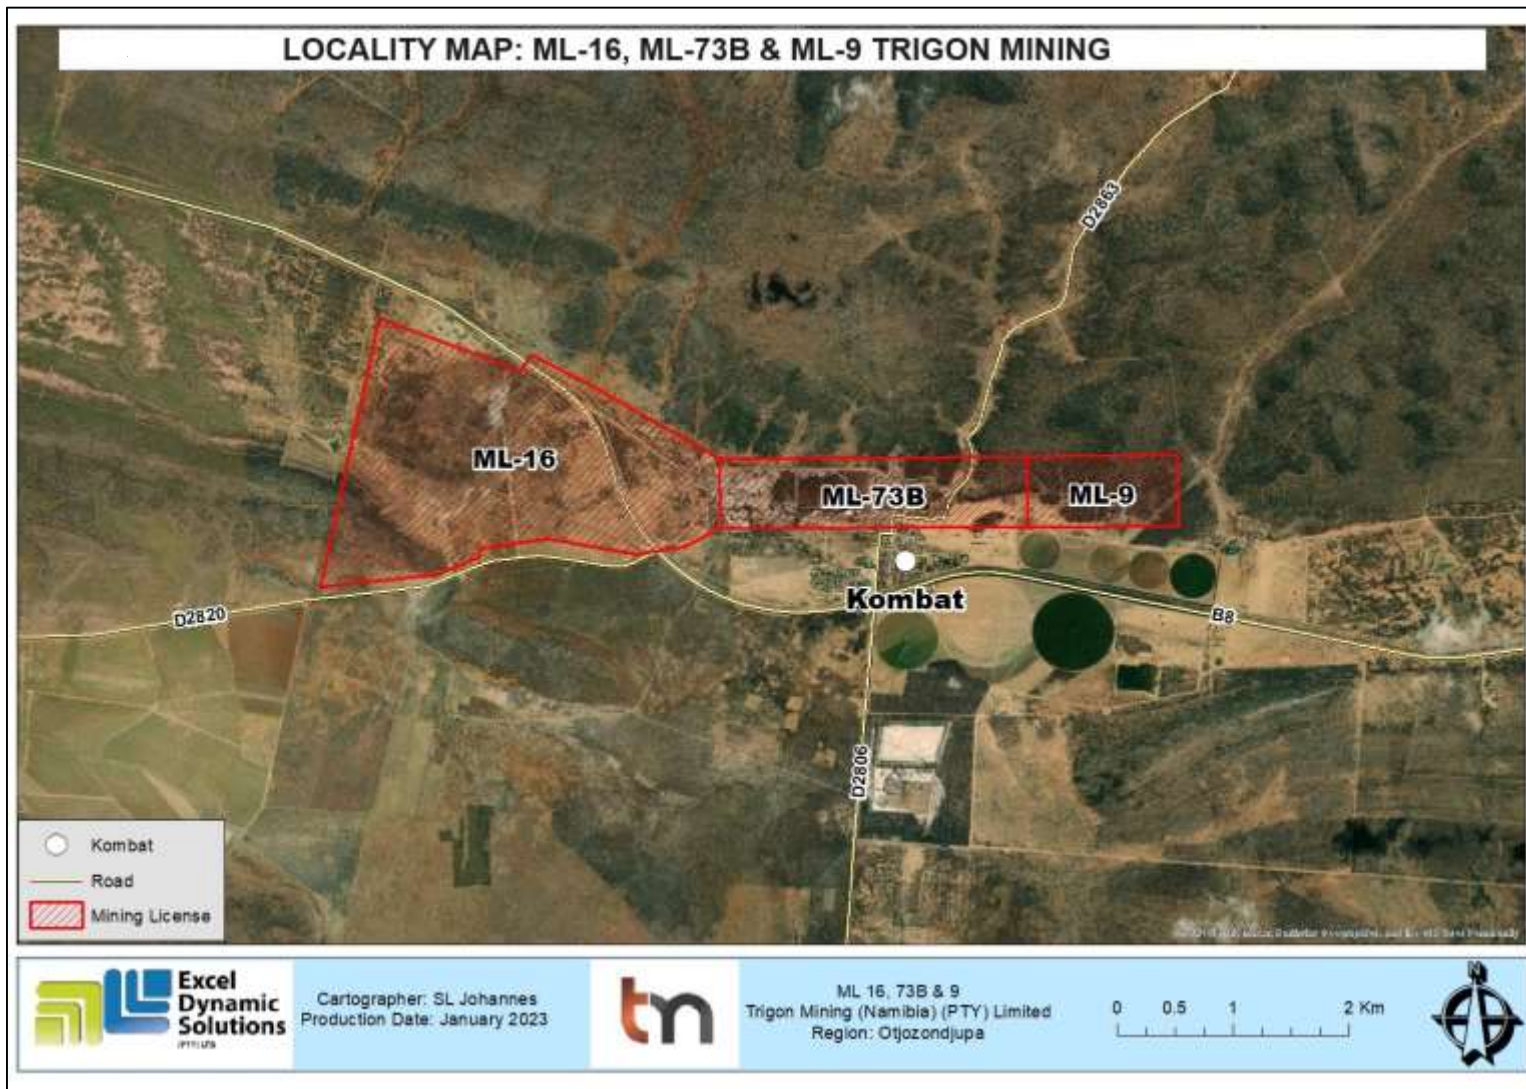 LOCALITY MAP: ML-16, ML-73B & ML-9 TRIGON MINING
D2863
ML-16
ML-73B
ML-9
Kombat
D2820
B8
D2806
Kombat
Road
Mining License
Excel
Dynamic
Solutions
(PTY) LTD
Cartographer: SL Johannes
Production Date: January 2023
tm
ML 16, 73B & 9
Trigon Mining (Namibia) (PTY) Limited
Region: Otjozondjupa
0 0.5 1 2 Km
N